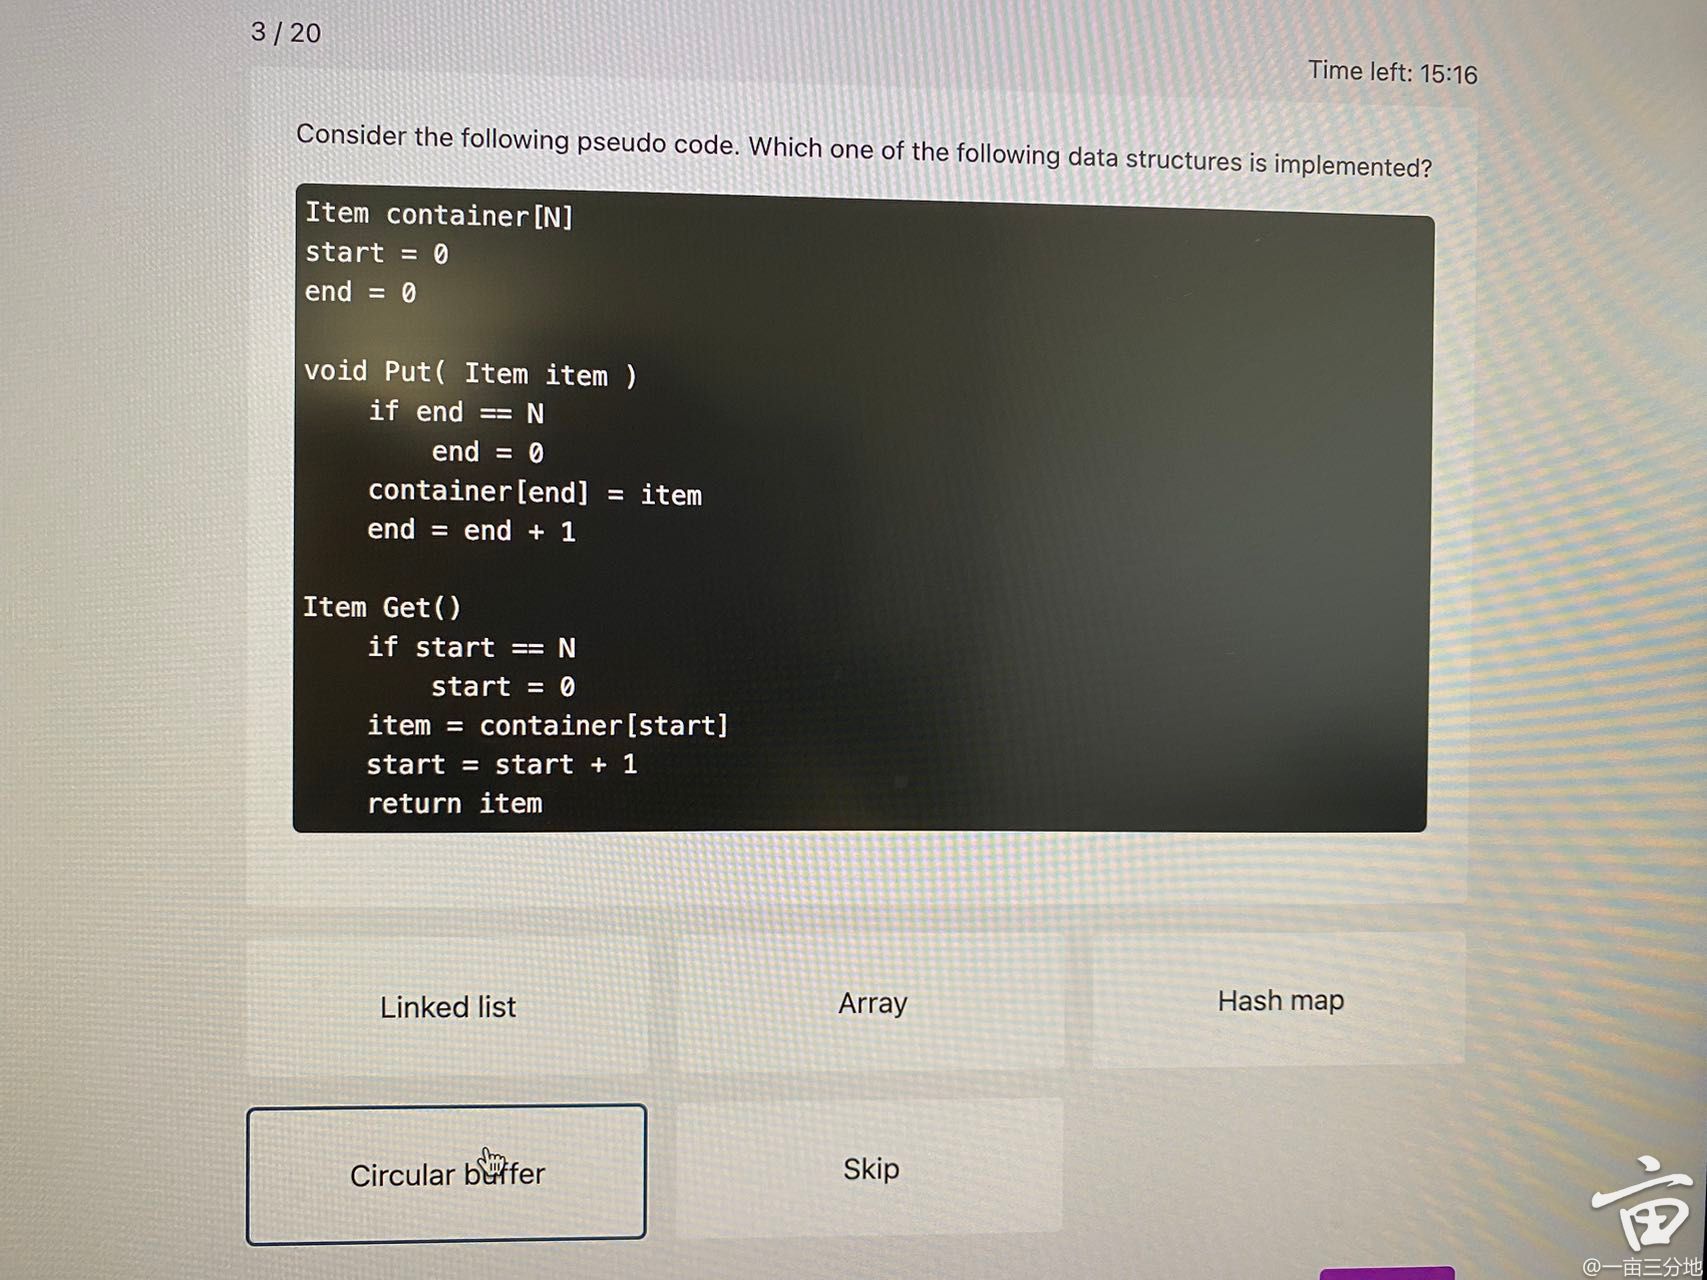 3 / 20
Time left: 15:16
Consider the following pseudo code. Which one of the following data structures is implemented?
Item container[N]
start = 0
end = 0
void Put( Item item )
    if end == N
        end = 0
    container[end] = item
    end = end + 1
Item Get()
    if start == N
        start = 0
    item = container[start]
    start = start + 1
    return item
Linked list
Array
Hash map
Circular buffer
Skip
亩
@一亩三分地